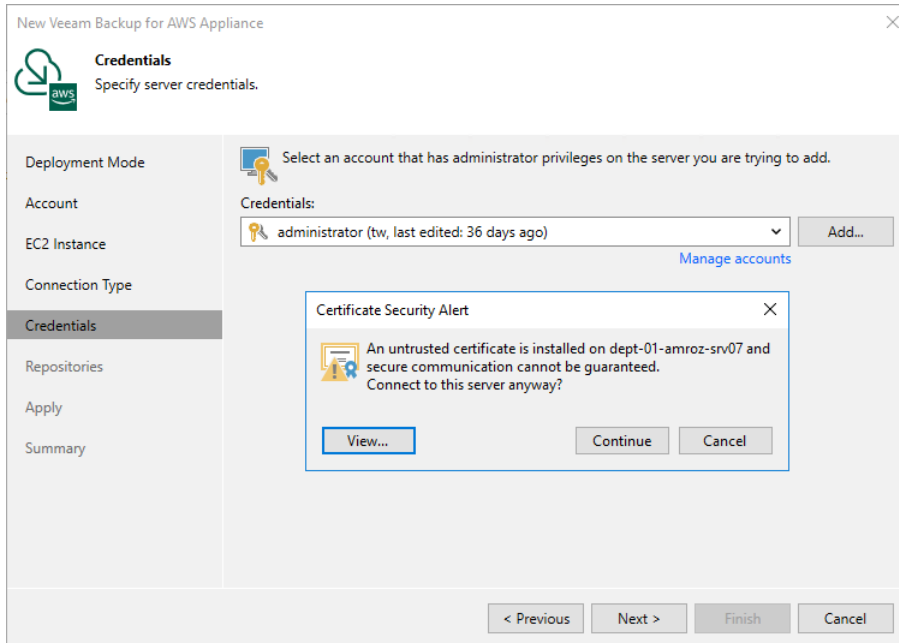 New Veeam Backup for AWS Appliance
Credentials
Specify server credentials.
aws
Deployment Mode
Account
EC2 Instance
Connection Type
Credentials
Repositories
Apply
Summary
Select an account that has administrator privileges on the server you are trying to add.
Credentials:
administrator (tw, last edited: 36 days ago)
Add...
Manage accounts
Certificate Security Alert
An untrusted certificate is installed on dept-01-amroz-srv07 and
secure communication cannot be guaranteed.
Connect to this server anyway?
View...
Continue
Cancel
< Previous
Next >
Finish
Cancel